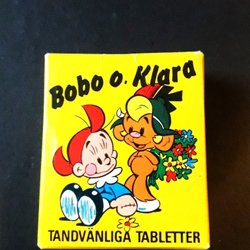 Bobo o. Klara
TANDVÄNLIGA TABLETTER